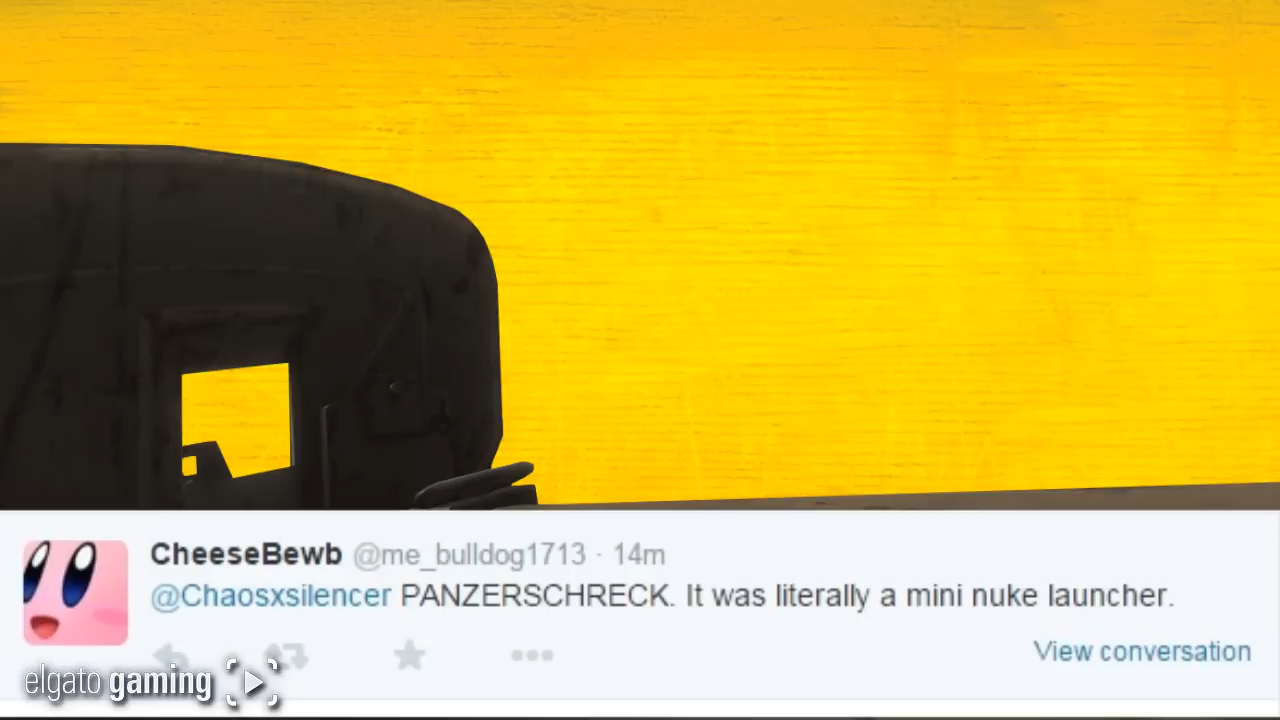 CheeseBewb @me_bulldog1713 · 14m
@Chaosxsilencer PANZERSCHRECK. It was literally a mini nuke launcher.
View conversation
elgato gaming